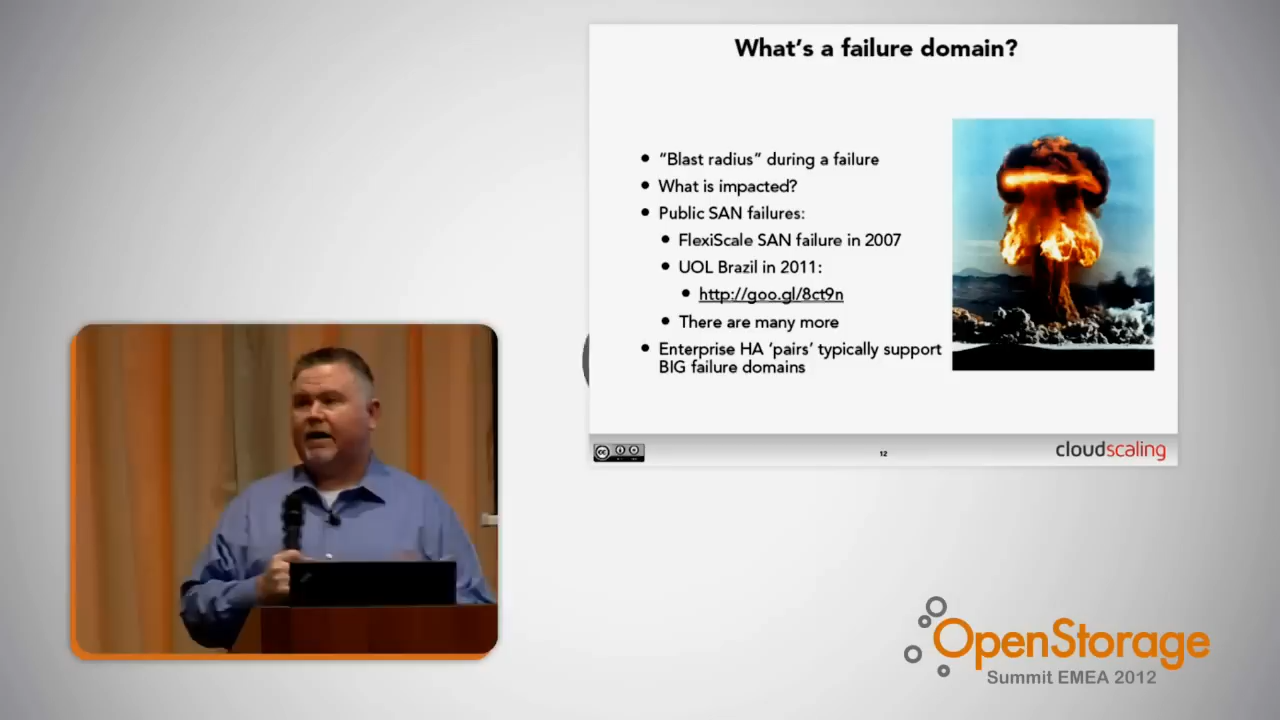 What's a failure domain?
“Blast radius” during a failure
What is impacted?
Public SAN failures:
FlexiScale SAN failure in 2007
UOL Brazil in 2011:
http://goo.gl/8ct9n
There are many more
Enterprise HA ‘pairs’ typically support
BIG failure domains
cc
12
cloudscaling
OpenStorage
Summit EMEA 2012